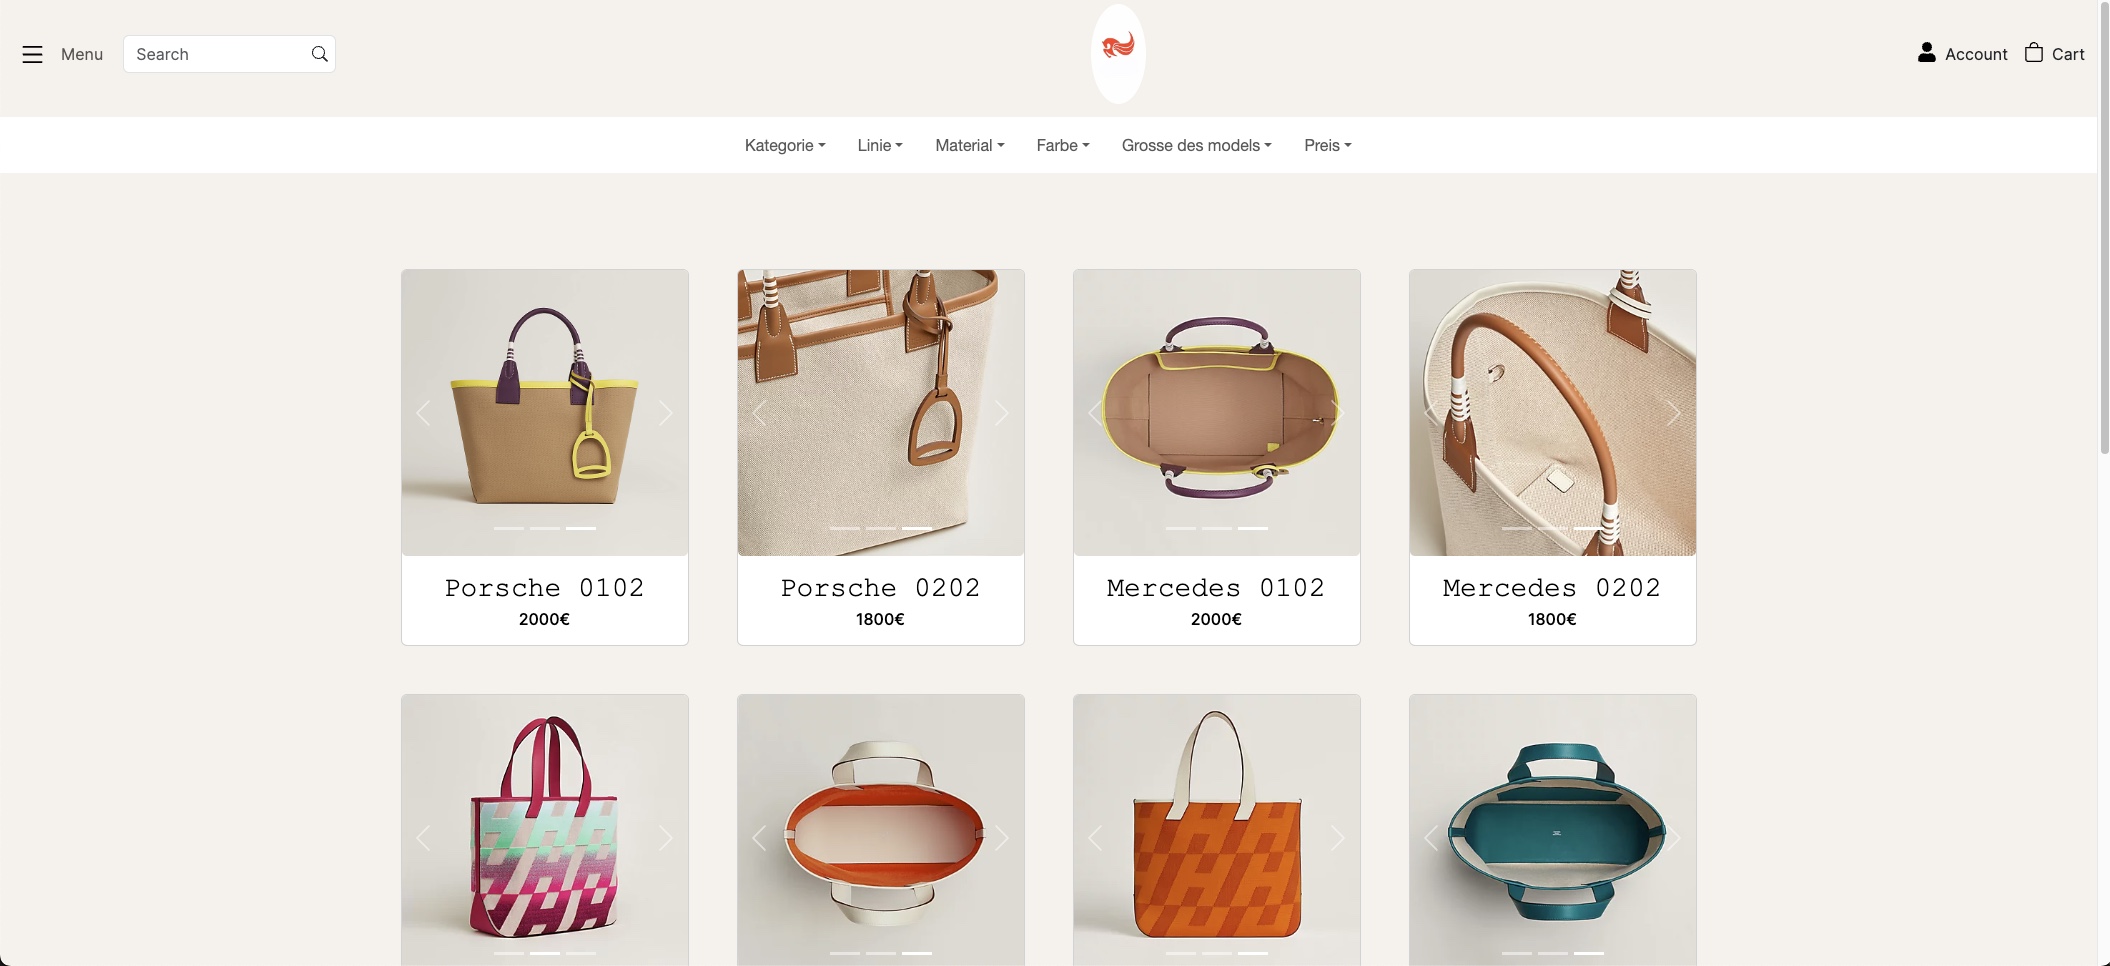 Menu
Search
Account
Cart
Kategorie
Linie
Material
Farbe
Grosse des models
Preis
Porsche 0102
2000€
Porsche 0202
1800€
Mercedes 0102
2000€
Mercedes 0202
1800€